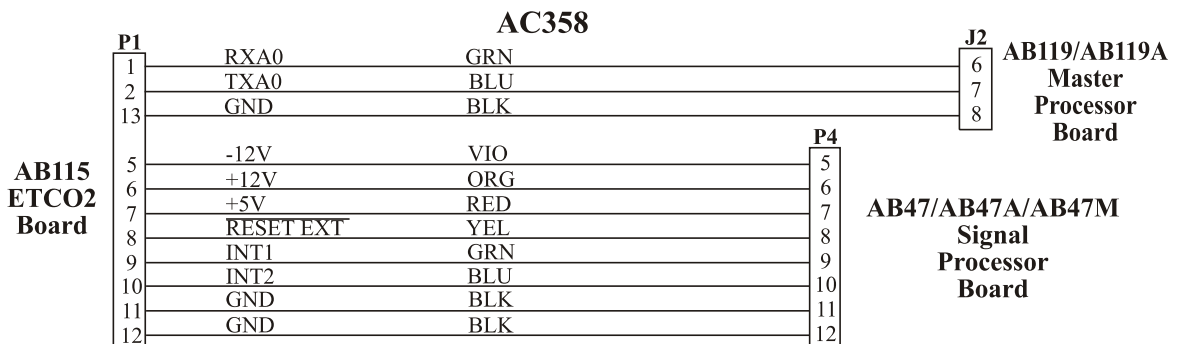 AC358
P1
J2
1 RXA0 GRN 6
2 TXA0 BLU 7
13 GND BLK 8
AB119/AB119A
Master
Processor
Board
P4
5 -12V VIO 5
6 +12V ORG 6
7 +5V RED 7
8 RESET EXT YEL 8
9 INT1 GRN 9
10 INT2 BLU 10
11 GND BLK 11
12 GND BLK 12
AB115
ETCO2
Board
AB47/AB47A/AB47M
Signal
Processor
Board